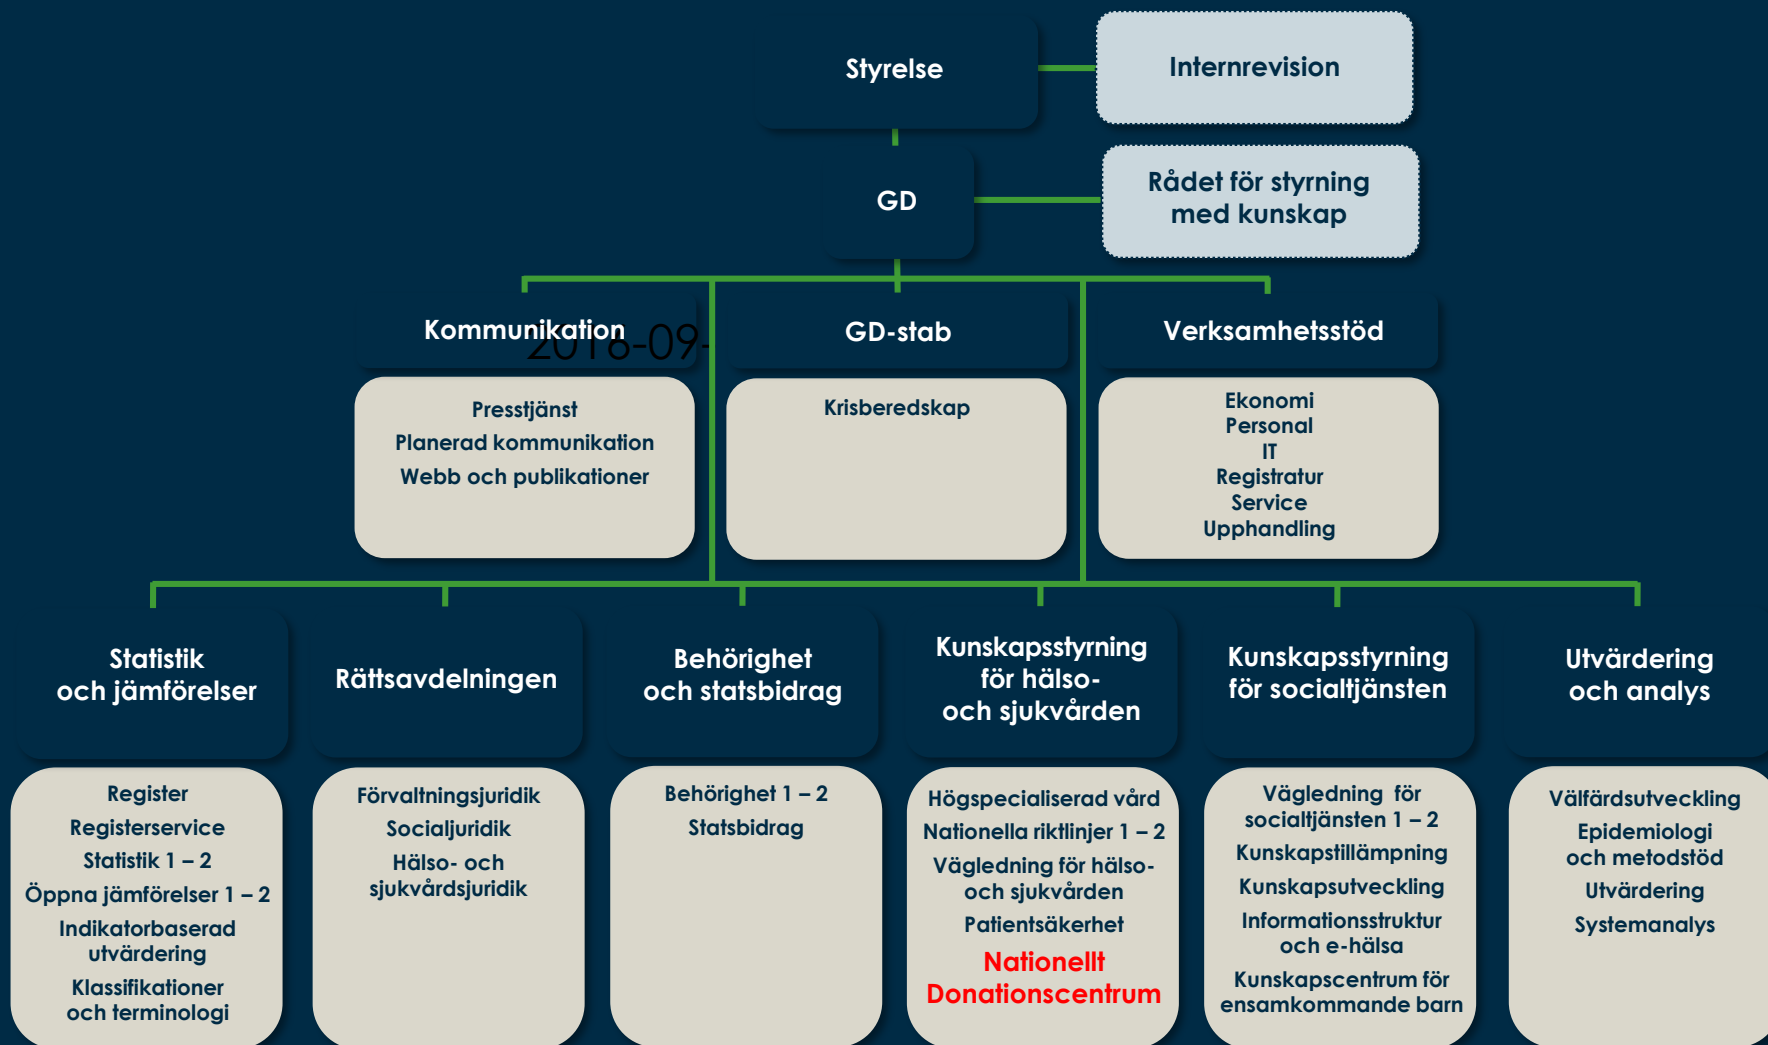 Styrelse
Internrevision
GD
Rådet för styrning
med kunskap
Kommunikation
2018-09-
GD-stab
Verksamhetsstöd
Presstjänst
Planerad kommunikation
Webb och publikationer
Krisberedskap
Ekonomi
Personal
IT
Registratur
Service
Upphandling
Statistik
och jämförelser
Rättsavdelningen
Behörighet
och statsbidrag
Kunskapsstyrning
för hälso-
och sjukvården
Kunskapsstyrning
för socialtjänsten
Utvärdering
och analys
Register
Registerservice
Statistik 1 – 2
Öppna jämförelser 1 – 2
Indikatorbaserad
utvärdering
Klassifikationer
och terminologi
Förvaltningsjuridik
Socialjuridik
Hälso- och
sjukvårdsjuridik
Behörighet 1 – 2
Statsbidrag
Högspecialiserad vård
Nationella riktlinjer 1 – 2
Vägledning för hälso-
och sjukvården
Patientsäkerhet
Nationellt
Donationscentrum
Vägledning för
socialtjänsten 1 – 2
Kunskapstillämpning
Kunskapsutveckling
Informationsstruktur
och e-hälsa
Kunskapscentrum för
ensamkommande barn
Välfärdsutveckling
Epidemiologi
och metodstöd
Utvärdering
Systemanalys